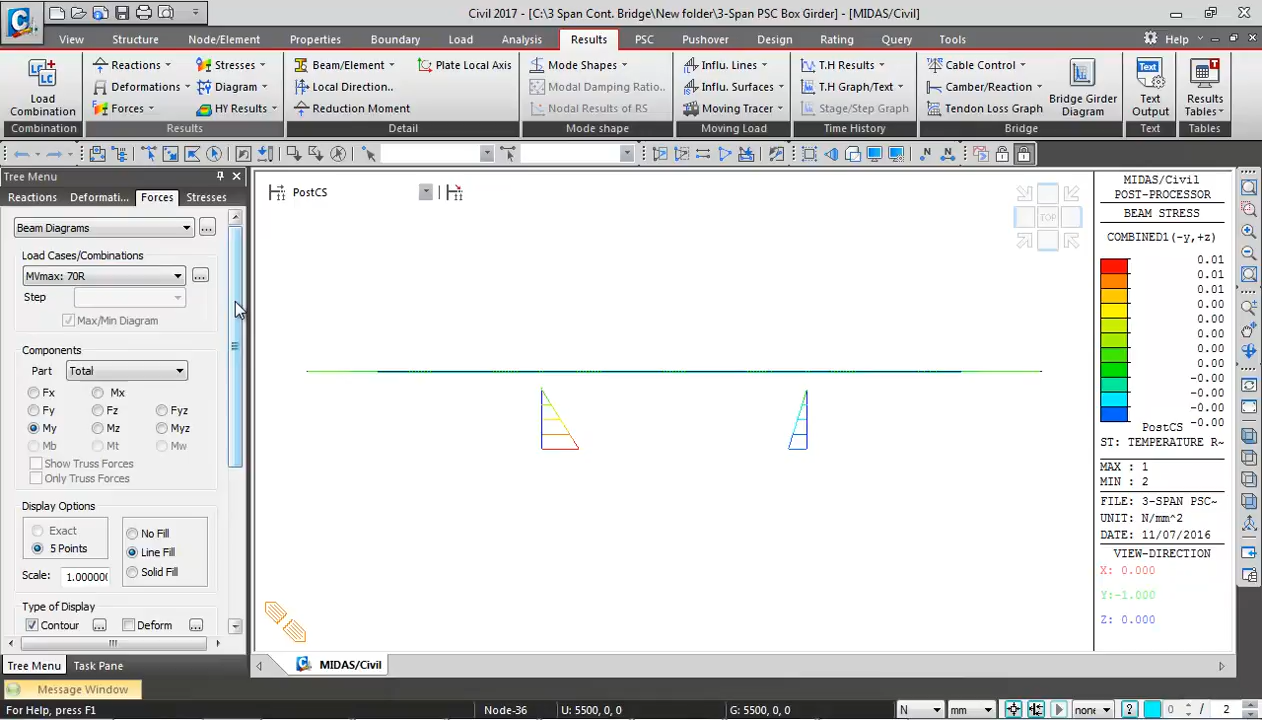 Civil 2017 - [C:\3 Span Cont. Bridge\New folder\3-Span PSC Box Girder] - [MIDAS/Civil]
View Structure Node/Element Properties Boundary Load Analysis Results PSC Pushover Design Rating Query Tools Help
Load Combination
Reactions
Deformations
Forces
Stresses
Diagram
HY Results
Beam/Element
Local Direction..
Reduction Moment
Plate Local Axis
Mode Shapes
Modal Damping Ratio..
Nodal Results of RS
Influ. Lines
Influ. Surfaces
Moving Tracer
T.H Results
T.H Graph/Text
Stage/Step Graph
Cable Control
Camber/Reaction
Tendon Loss Graph
Bridge Girder Diagram
Text Output
Results Tables
Combination Results Detail Mode shape Moving Load Time History Bridge Text Tables
Tree Menu
Reactions Deformati... Forces Stresses
Beam Diagrams
...
Load Cases/Combinations
MVmax: 70R
...
Step
Max/Min Diagram
Components
Part Total
Fx Mx
Fy Fz Fyz
My Mz Myz
Mb Mt Mw
Show Truss Forces
Only Truss Forces
Display Options
Exact
5 Points
No Fill
Line Fill
Solid Fill
Scale: 1.00000
Type of Display
Contour ... Deform ...
Tree Menu Task Pane
Message Window
PostCS
TOP
MIDAS/Civil
MIDAS/Civil
POST-PROCESSOR
BEAM STRESS
COMBINED1(-y,+z)
0.01
0.01
0.01
0.00
0.00
0.00
0.00
0.00
-0.00
-0.00
-0.00
PostCS
ST: TEMPERATURE R~
MAX : 1
MIN : 2
FILE: 3-SPAN PSC~
UNIT: N/mm^2
DATE: 11/07/2016
VIEW-DIRECTION
X: 0.000
Y:-1.000
Z: 0.000
For Help, press F1 Node-36 U: 5500, 0, 0 G: 5500, 0, 0 N mm none ? 0 / 2